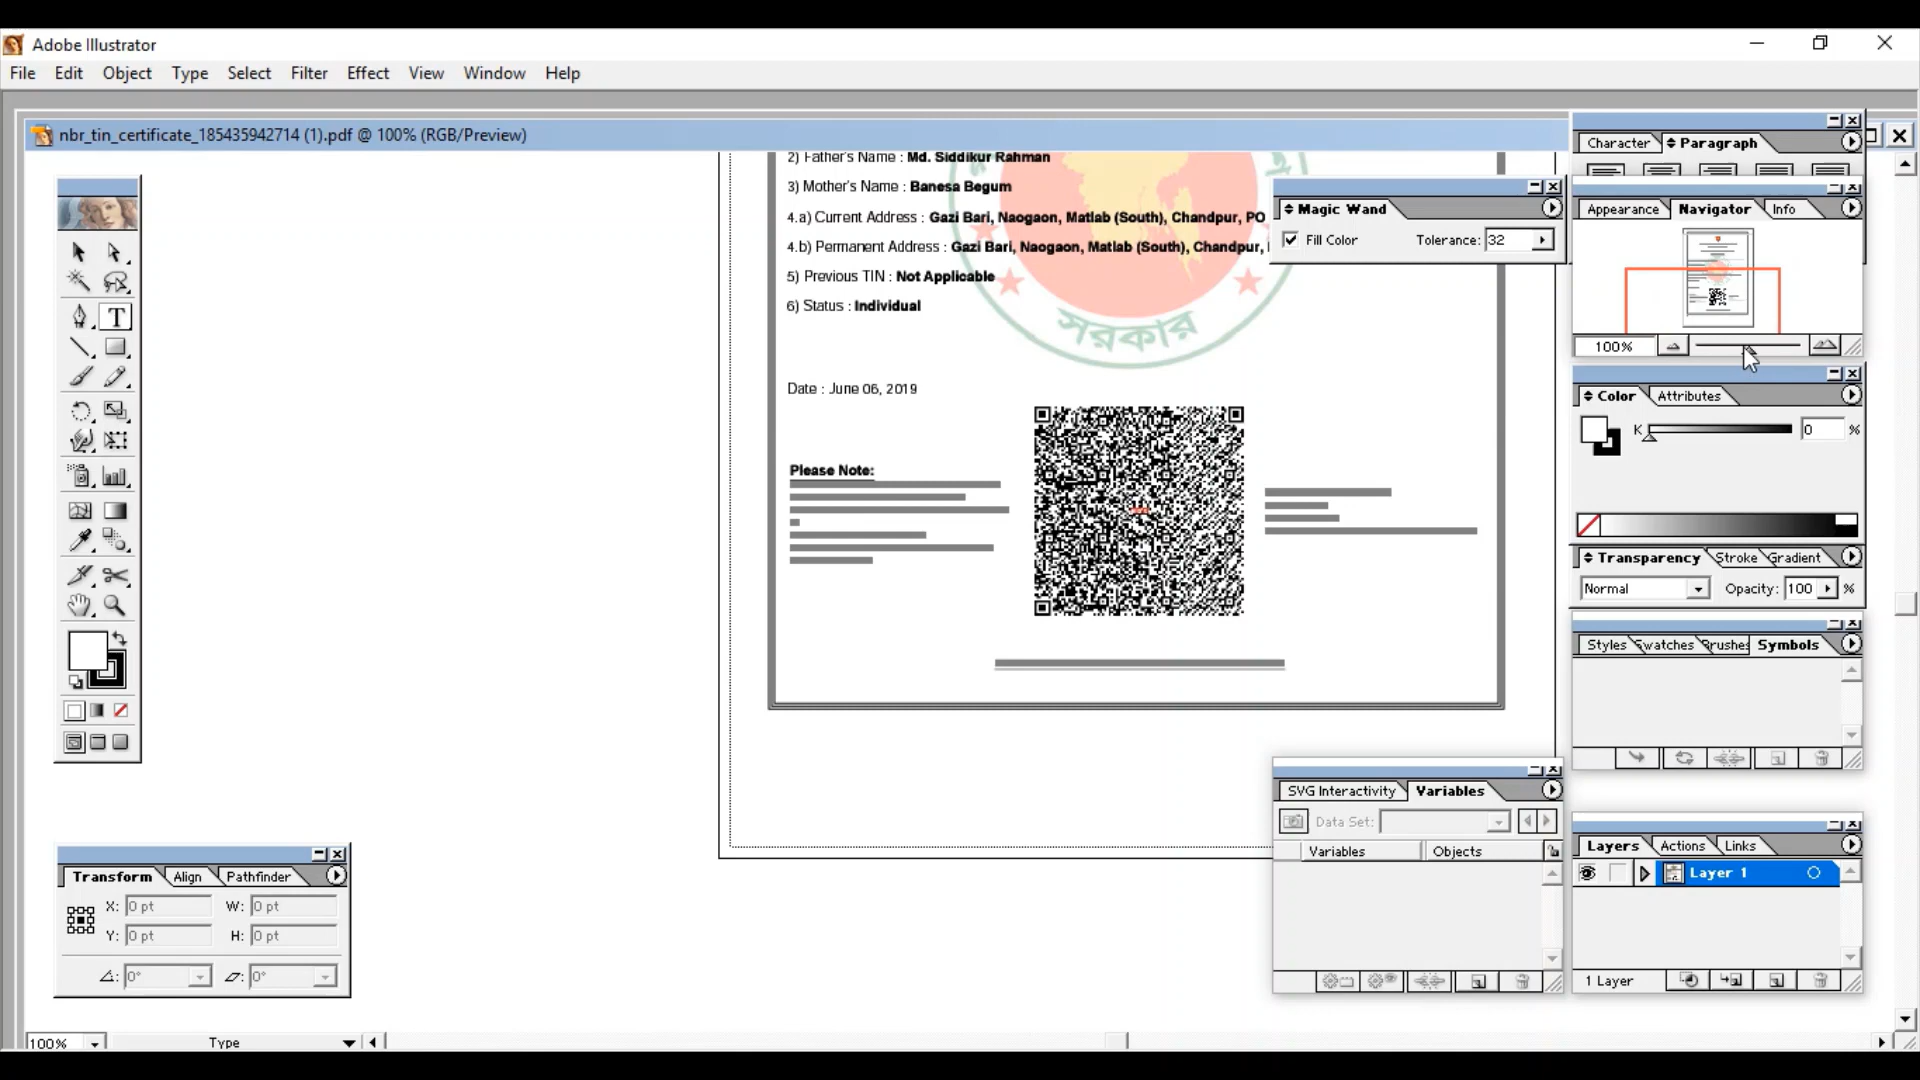 Adobe Illustrator
File Edit Object Type Select Filter Effect View Window Help
nbr_tin_certificate_185435942714 (1).pdf @ 100% (RGB/Preview)
2) Father's Name : Md. Siddikur Rahman
3) Mother's Name : Banesa Begum
4.a) Current Address : Gazi Bari, Naogaon, Matlab (South), Chandpur, PO
4.b) Permanent Address : Gazi Bari, Naogaon, Matlab (South), Chandpur,
5) Previous TIN : Not Applicable
6) Status : Individual
সরকার
Date : June 06, 2019
Please Note:
Character Paragraph
Magic Wand
Fill Color Tolerance: 32
Appearance Navigator Info
100%
Color Attributes
K 0 %
Transparency Stroke Gradient
Normal Opacity: 100 %
Styles Swatches Brushes Symbols
SVG Interactivity Variables
Data Set:
Variables Objects
Layers Actions Links
Layer 1
1 Layer
Transform Align Pathfinder
X: 0 pt W: 0 pt
Y: 0 pt H: 0 pt
0° 0°
100% Type